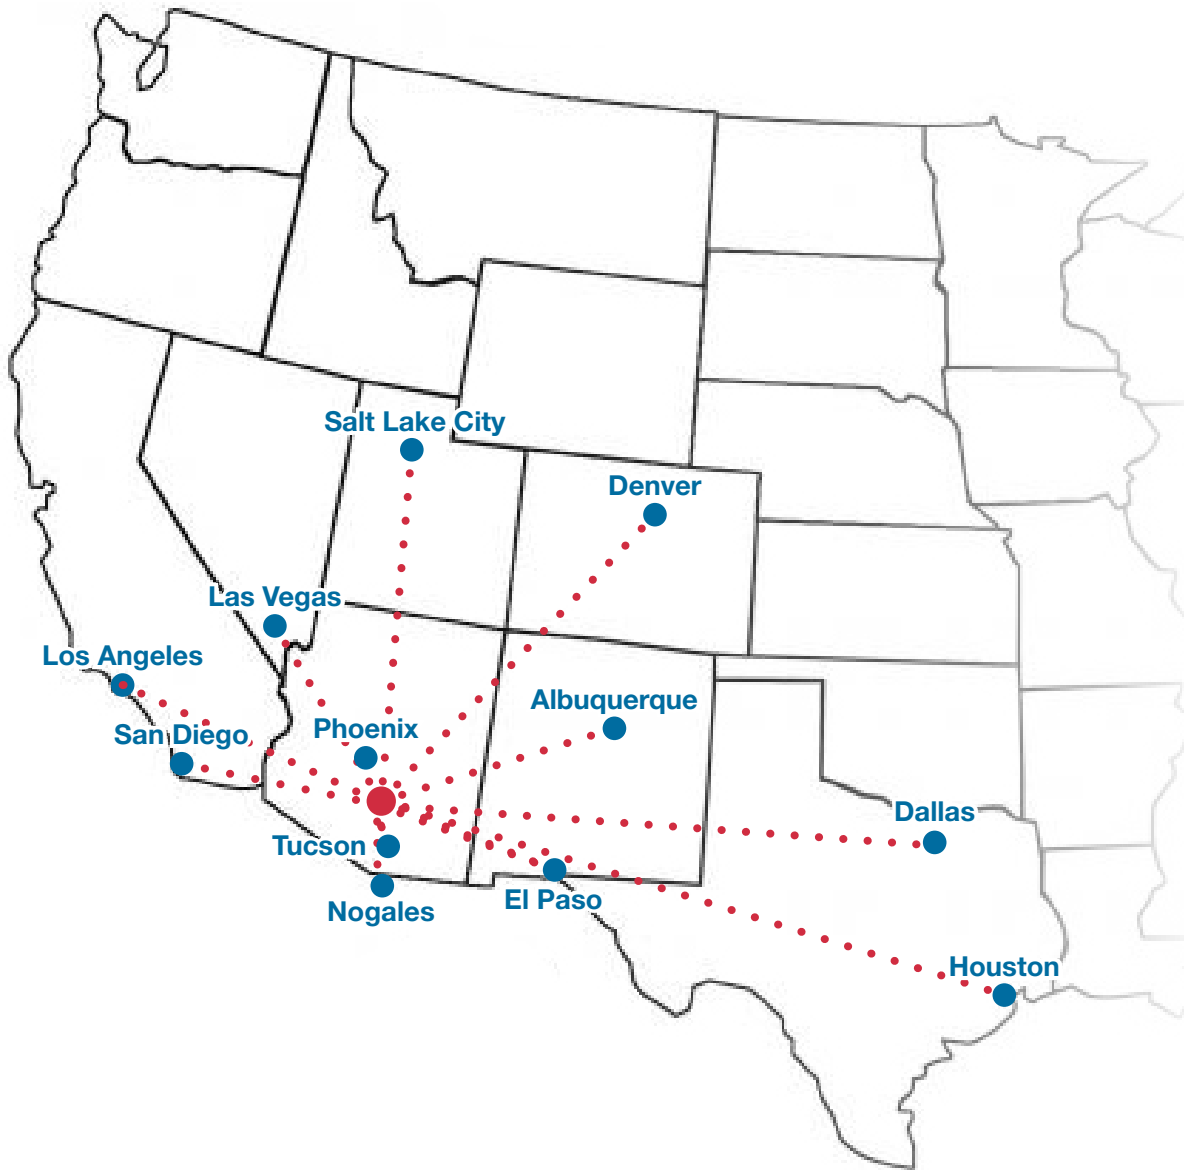 Salt Lake City
Denver
Las Vegas
Los Angeles
Albuquerque
San Diego
Phoenix
Dallas
Tucson
El Paso
Nogales
Houston